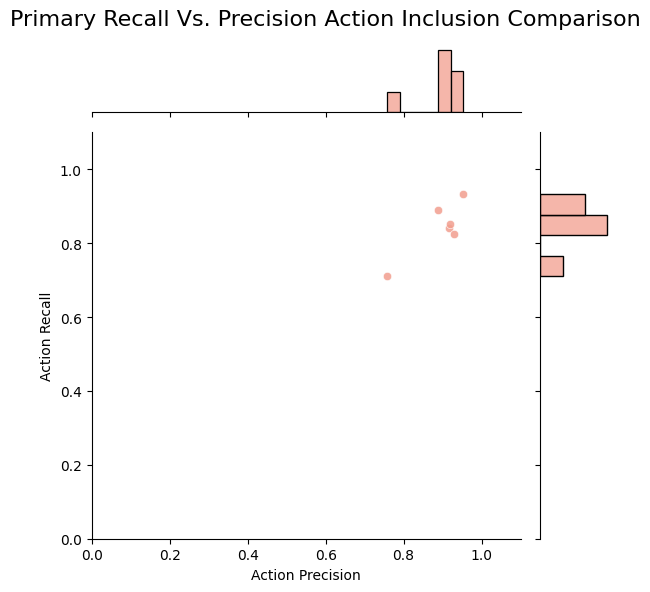 Primary Recall Vs. Precision Action Inclusion Comparison
1.0
0.8
0.6
0.4
0.2
0.0
Action Recall
0.0 0.2 0.4 0.6 0.8 1.0
Action Precision